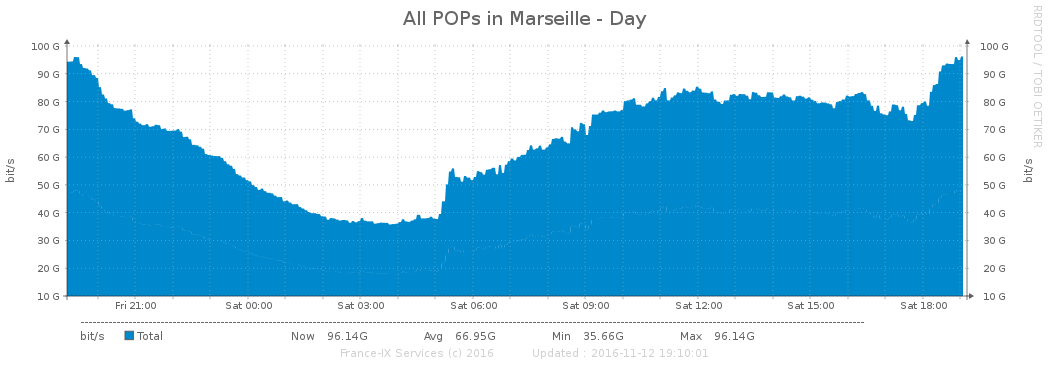 All POPs in Marseille - Day
RRDTOOL / TOBI OETIKER
100 G 100 G
90 G 90 G
80 G 80 G
70 G 70 G
60 G 60 G
50 G 50 G
40 G 40 G
30 G 30 G
20 G 20 G
10 G 10 G
bit/s bit/s
Fri 21:00 Sat 00:00 Sat 03:00 Sat 06:00 Sat 09:00 Sat 12:00 Sat 15:00 Sat 18:00
bit/s Total Now 96.14G Avg 66.95G Min 35.66G Max 96.14G
France-IX Services (c) 2016 Updated : 2016-11-12 19:10:01